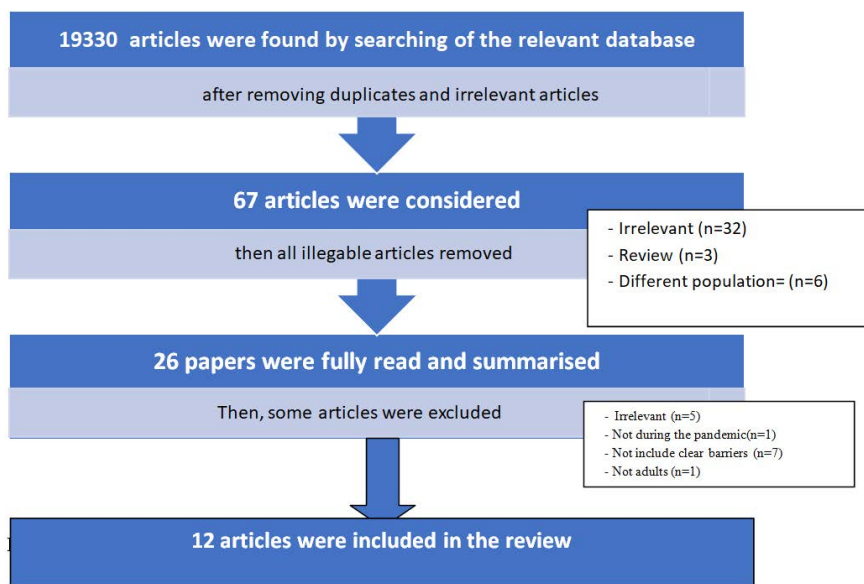 19330 articles were found by searching of the relevant database
after removing duplicates and irrelevant articles
67 articles were considered
then all illegable articles removed
- Irrelevant (n=32)
- Review (n=3)
- Different population= (n=6)
26 papers were fully read and summarised
Then, some articles were excluded
- Irrelevant (n=5)
- Not during the pandemic(n=1)
- Not include clear barriers (n=7)
- Not adults (n=1)
12 articles were included in the review